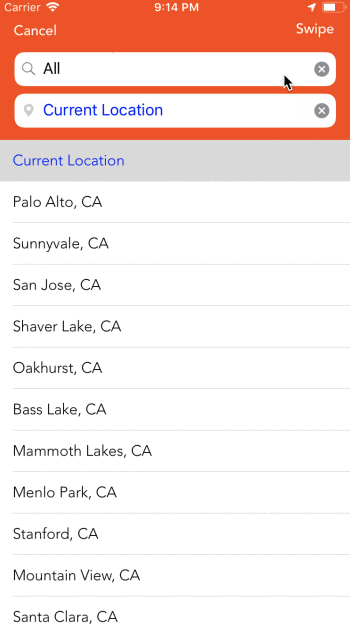 Carrier 9:14 PM
Cancel Swipe
All
Current Location
Current Location
Palo Alto, CA
Sunnyvale, CA
San Jose, CA
Shaver Lake, CA
Oakhurst, CA
Bass Lake, CA
Mammoth Lakes, CA
Menlo Park, CA
Stanford, CA
Mountain View, CA
Santa Clara, CA